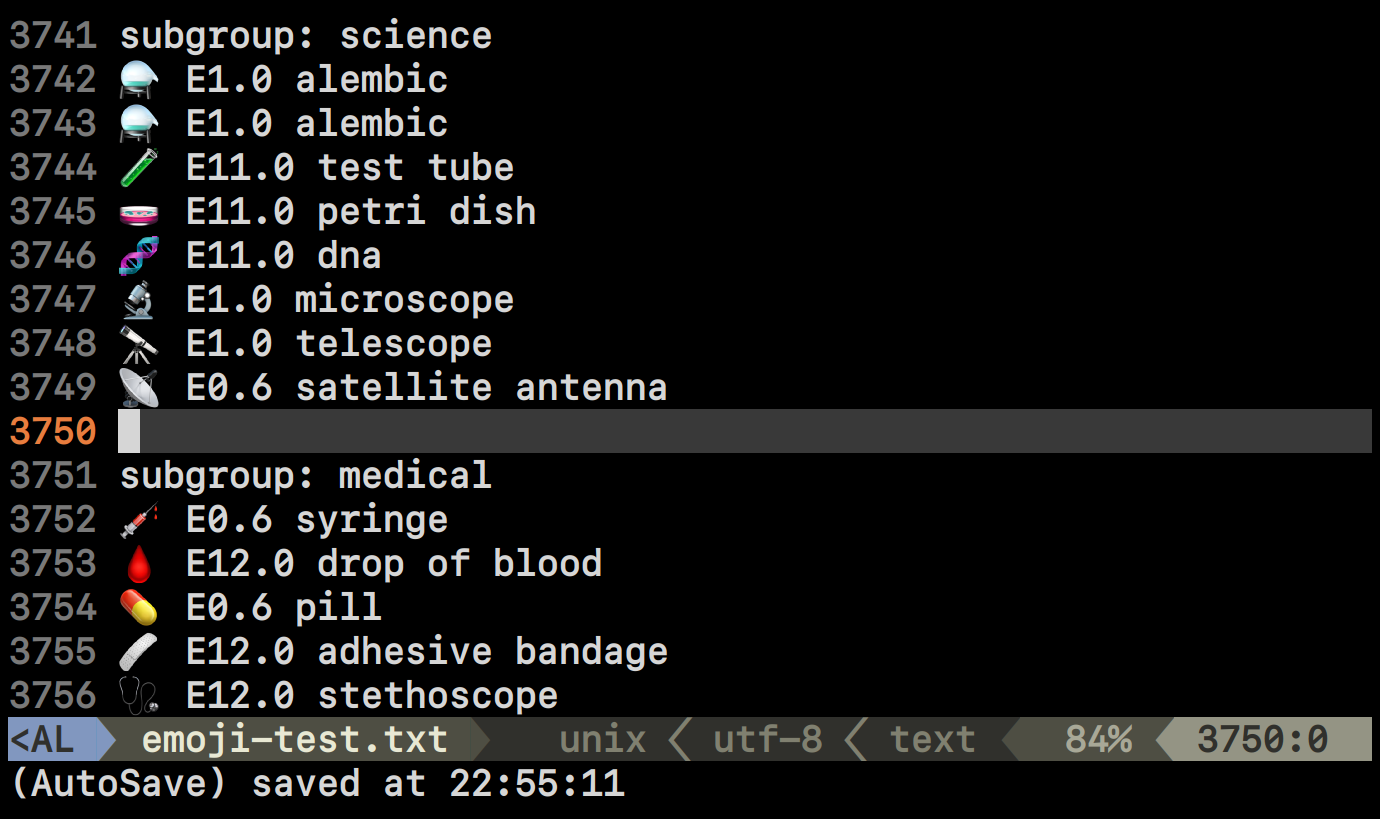 3741 subgroup: science
3742 ⚗️ E1.0 alembic
3743 ⚗ E1.0 alembic
3744 🧪 E11.0 test tube
3745 🧫 E11.0 petri dish
3746 🧬 E11.0 dna
3747 🔬 E1.0 microscope
3748 🔭 E1.0 telescope
3749 📡 E0.6 satellite antenna
3750
3751 subgroup: medical
3752 💉 E0.6 syringe
3753 🩸 E12.0 drop of blood
3754 💊 E0.6 pill
3755 🩹 E12.0 adhesive bandage
3756 🩺 E12.0 stethoscope
<AL emoji-test.txt unix utf-8 text 84% 3750:0
(AutoSave) saved at 22:55:11